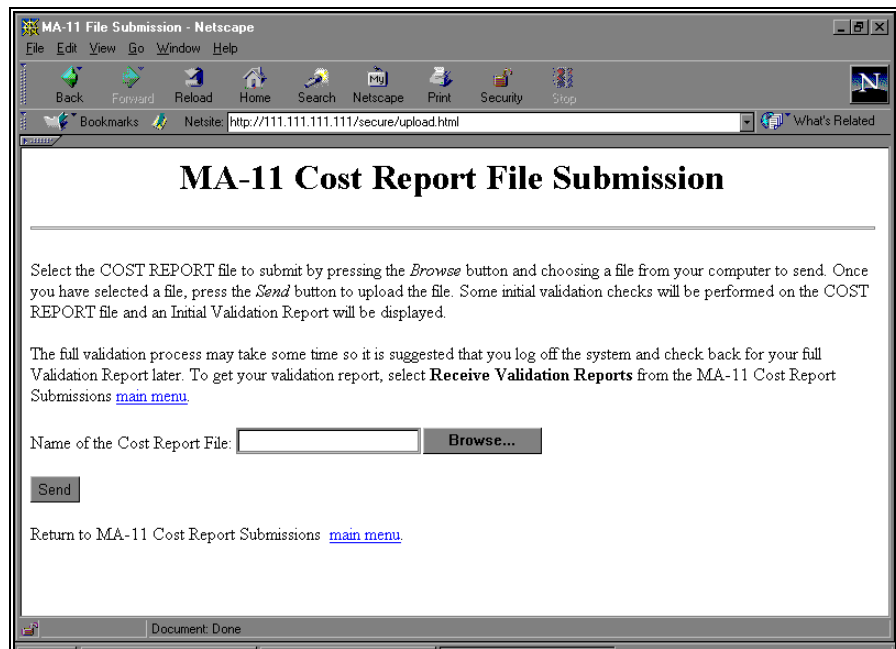 MA-11 File Submission - Netscape
File Edit View Go Window Help
Back Forward Reload Home Search My Netscape Print Security Stop N
Bookmarks Netsite: http://111.111.111.111/secure/upload.html What's Related
MA-11 Cost Report File Submission
Select the COST REPORT file to submit by pressing the Browse button and choosing a file from your computer to send. Once
you have selected a file, press the Send button to upload the file. Some initial validation checks will be performed on the COST
REPORT file and an Initial Validation Report will be displayed.
The full validation process may take some time so it is suggested that you log off the system and check back for your full
Validation Report later. To get your validation report, select Receive Validation Reports from the MA-11 Cost Report
Submissions main menu.
Name of the Cost Report File: Browse...
Send
Return to MA-11 Cost Report Submissions main menu.
Document: Done